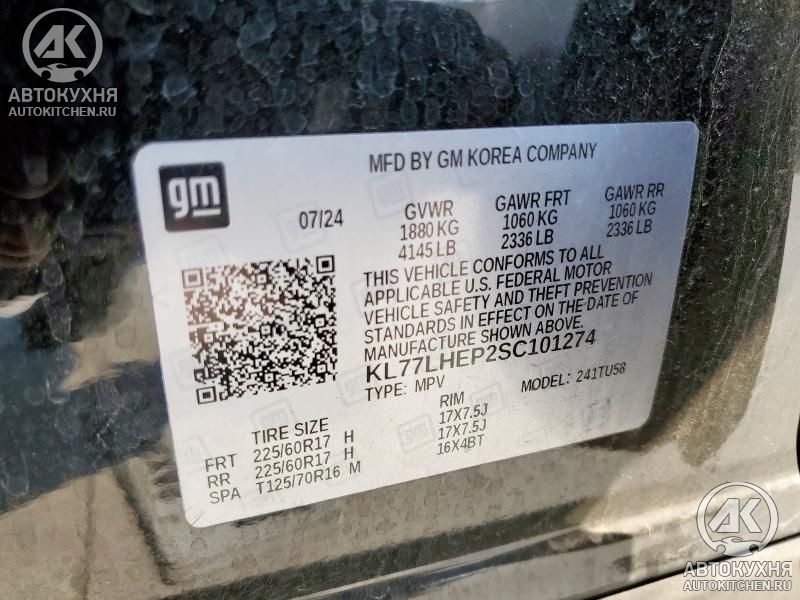 AK
АВТОКУХНЯ
AUTOKITCHEN.RU
gm
MFD BY GM KOREA COMPANY
07/24
GVWR
1880 KG
4145 LB
GAWR FRT
1060 KG
2336 LB
GAWR RR
1060 KG
2336 LB
THIS VEHICLE CONFORMS TO ALL
APPLICABLE U.S. FEDERAL MOTOR
VEHICLE SAFETY AND THEFT PREVENTION
STANDARDS IN EFFECT ON THE DATE OF
MANUFACTURE SHOWN ABOVE.
KL77LHEP2SC101274
TYPE: MPV MODEL: 241TU58
TIRE SIZE RIM
FRT 225/60R17 H 17X7.5J
RR 225/60R17 H 17X7.5J
SPA T125/70R16 M 16X4BT
AK
АВТОКУХНЯ
AUTOKITCHEN.RU